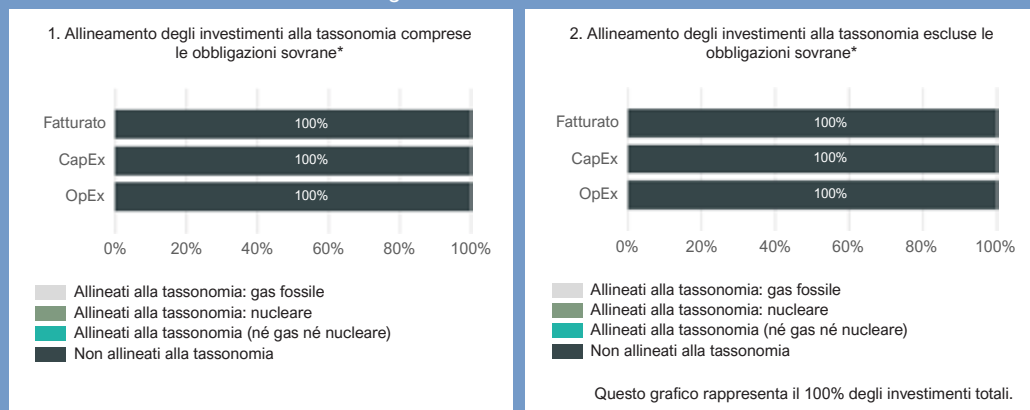 1. Allineamento degli investimenti alla tassonomia comprese
le obbligazioni sovrane*
Fatturato
100%
CapEx
100%
OpEx
100%
0% 20% 40% 60% 80% 100%
Allineati alla tassonomia: gas fossile
Allineati alla tassonomia: nucleare
Allineati alla tassonomia (né gas né nucleare)
Non allineati alla tassonomia
2. Allineamento degli investimenti alla tassonomia escluse le
obbligazioni sovrane*
Fatturato
100%
CapEx
100%
OpEx
100%
0% 20% 40% 60% 80% 100%
Allineati alla tassonomia: gas fossile
Allineati alla tassonomia: nucleare
Allineati alla tassonomia (né gas né nucleare)
Non allineati alla tassonomia
Questo grafico rappresenta il 100% degli investimenti totali.